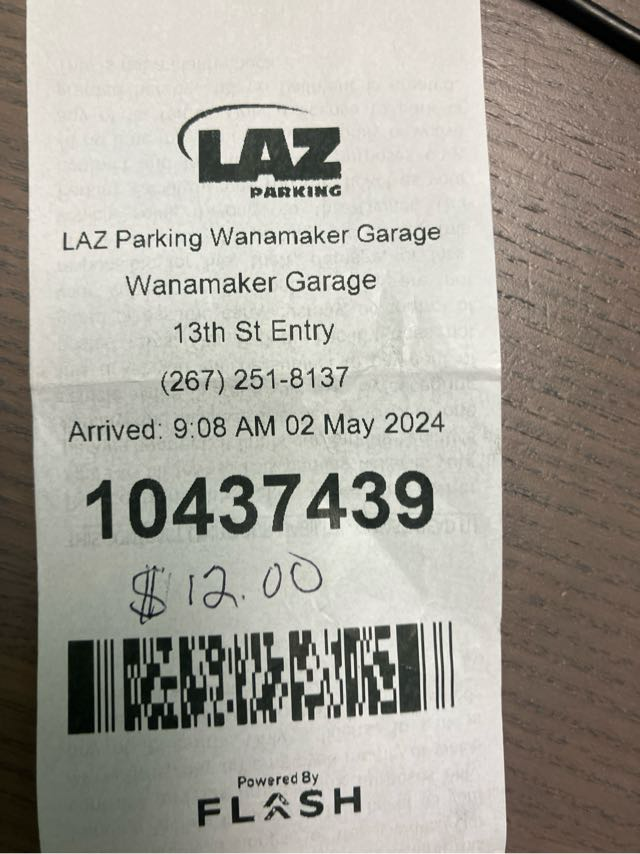 LAZ
PARKING
LAZ Parking Wanamaker Garage
Wanamaker Garage
13th St Entry
(267) 251-8137
Arrived: 9:08 AM 02 May 2024
10437439
$12.00
Powered By
FLASH